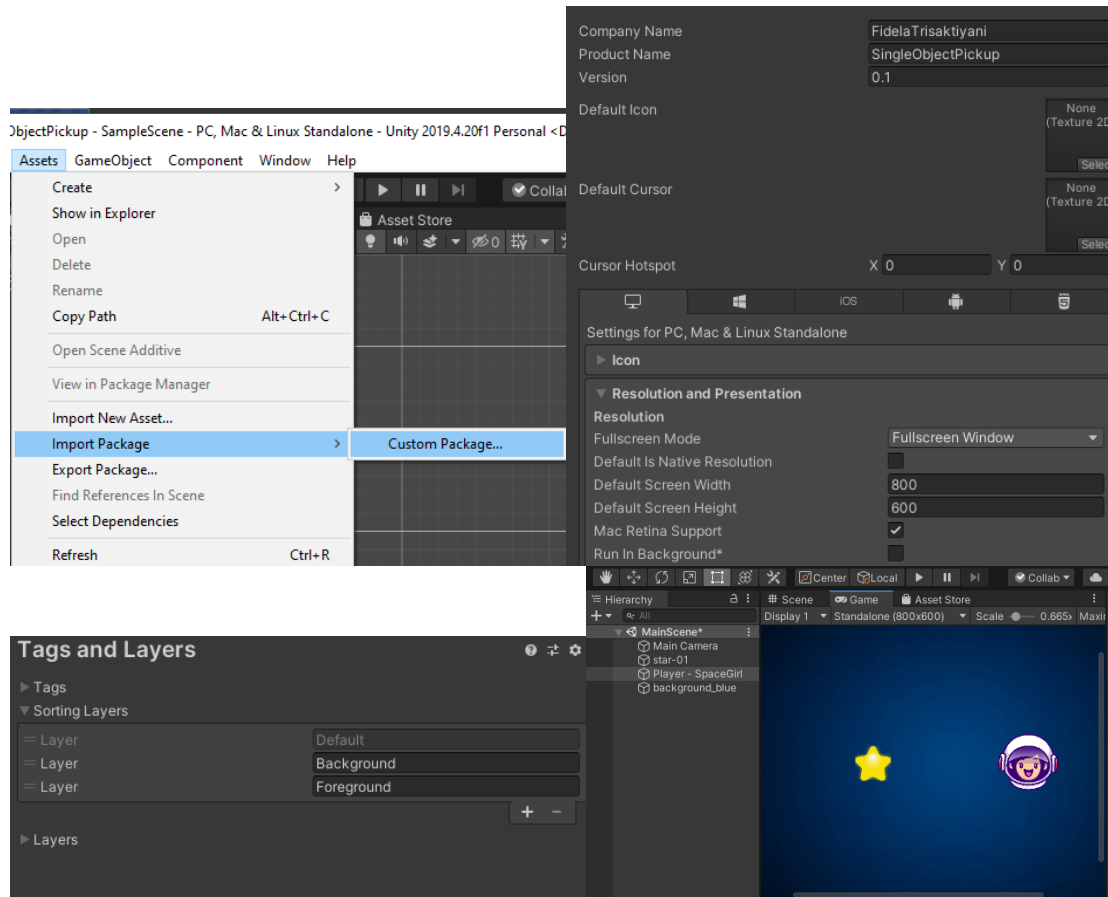 ObjectPickup - SampleScene - PC, Mac & Linux Standalone - Unity 2019.4.20f1 Personal <D
Assets GameObject Component Window Help
Create
Show in Explorer
Open
Delete
Rename
Copy Path Alt+Ctrl+C
Open Scene Additive
View in Package Manager
Import New Asset...
Import Package
Custom Package...
Export Package...
Find References In Scene
Select Dependencies
Refresh Ctrl+R
Collal
Asset Store
0
Company Name FidelaTrisaktiyani
Product Name SingleObjectPickup
Version 0.1
Default Icon
None
(Texture 2D
Selec
Default Cursor
None
(Texture 2D
Selec
Cursor Hotspot X 0 Y 0
iOS
Settings for PC, Mac & Linux Standalone
Icon
Resolution and Presentation
Resolution
Fullscreen Mode Fullscreen Window
Default Is Native Resolution
Default Screen Width 800
Default Screen Height 600
Mac Retina Support
Run In Background*
Tags and Layers
Tags
Sorting Layers
Layer Default
Layer Background
Layer Foreground
Layers
Center Local Collab
Hierarchy
All
MainScene*
Main Camera
star-01
Player - SpaceGirl
background_blue
Scene Game Asset Store
Display 1 Standalone (800x600) Scale 0.665x Maxin